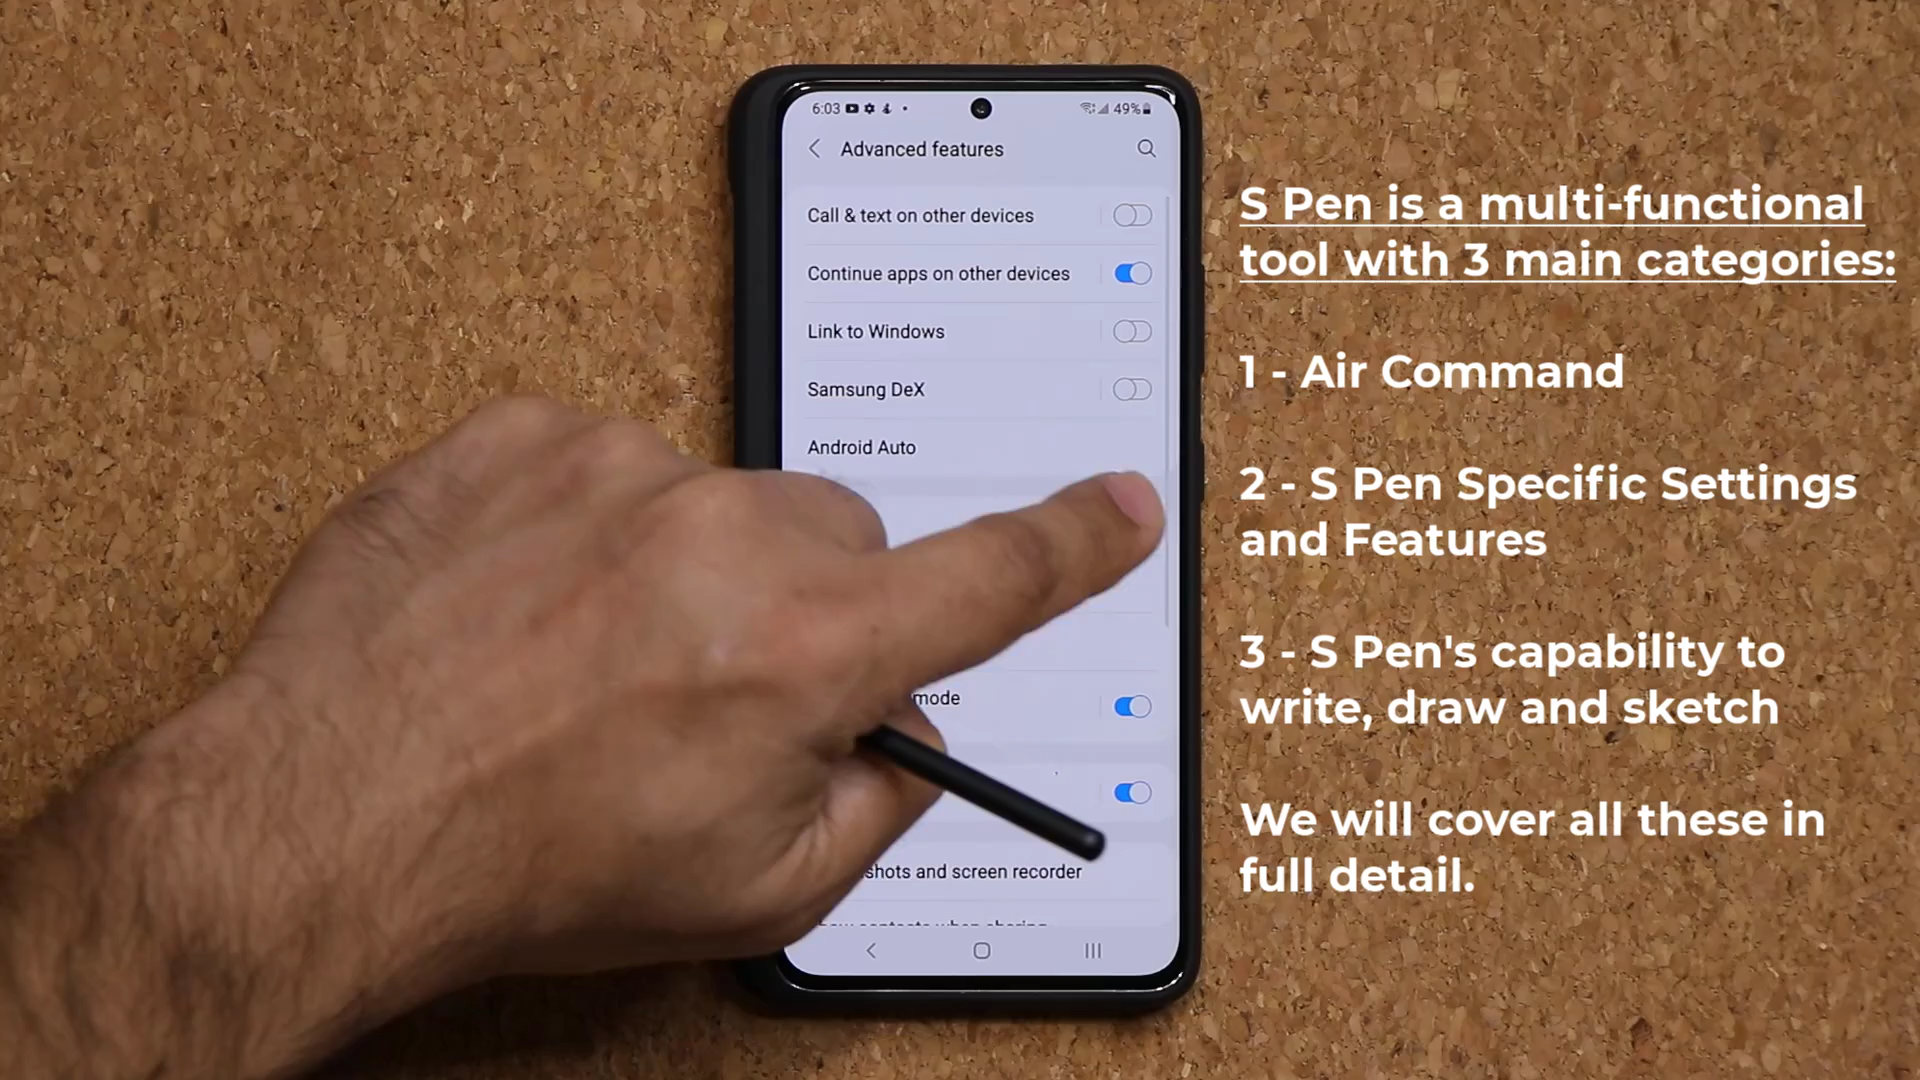 6:03
49%
Advanced features
Call & text on other devices
Continue apps on other devices
Link to Windows
Samsung DeX
Android Auto
mode
shots and screen recorder
contacts when sharing
S Pen is a multi-functional
tool with 3 main categories:
1 - Air Command
2 - S Pen Specific Settings
and Features
3 - S Pen's capability to
write, draw and sketch
We will cover all these in
full detail.